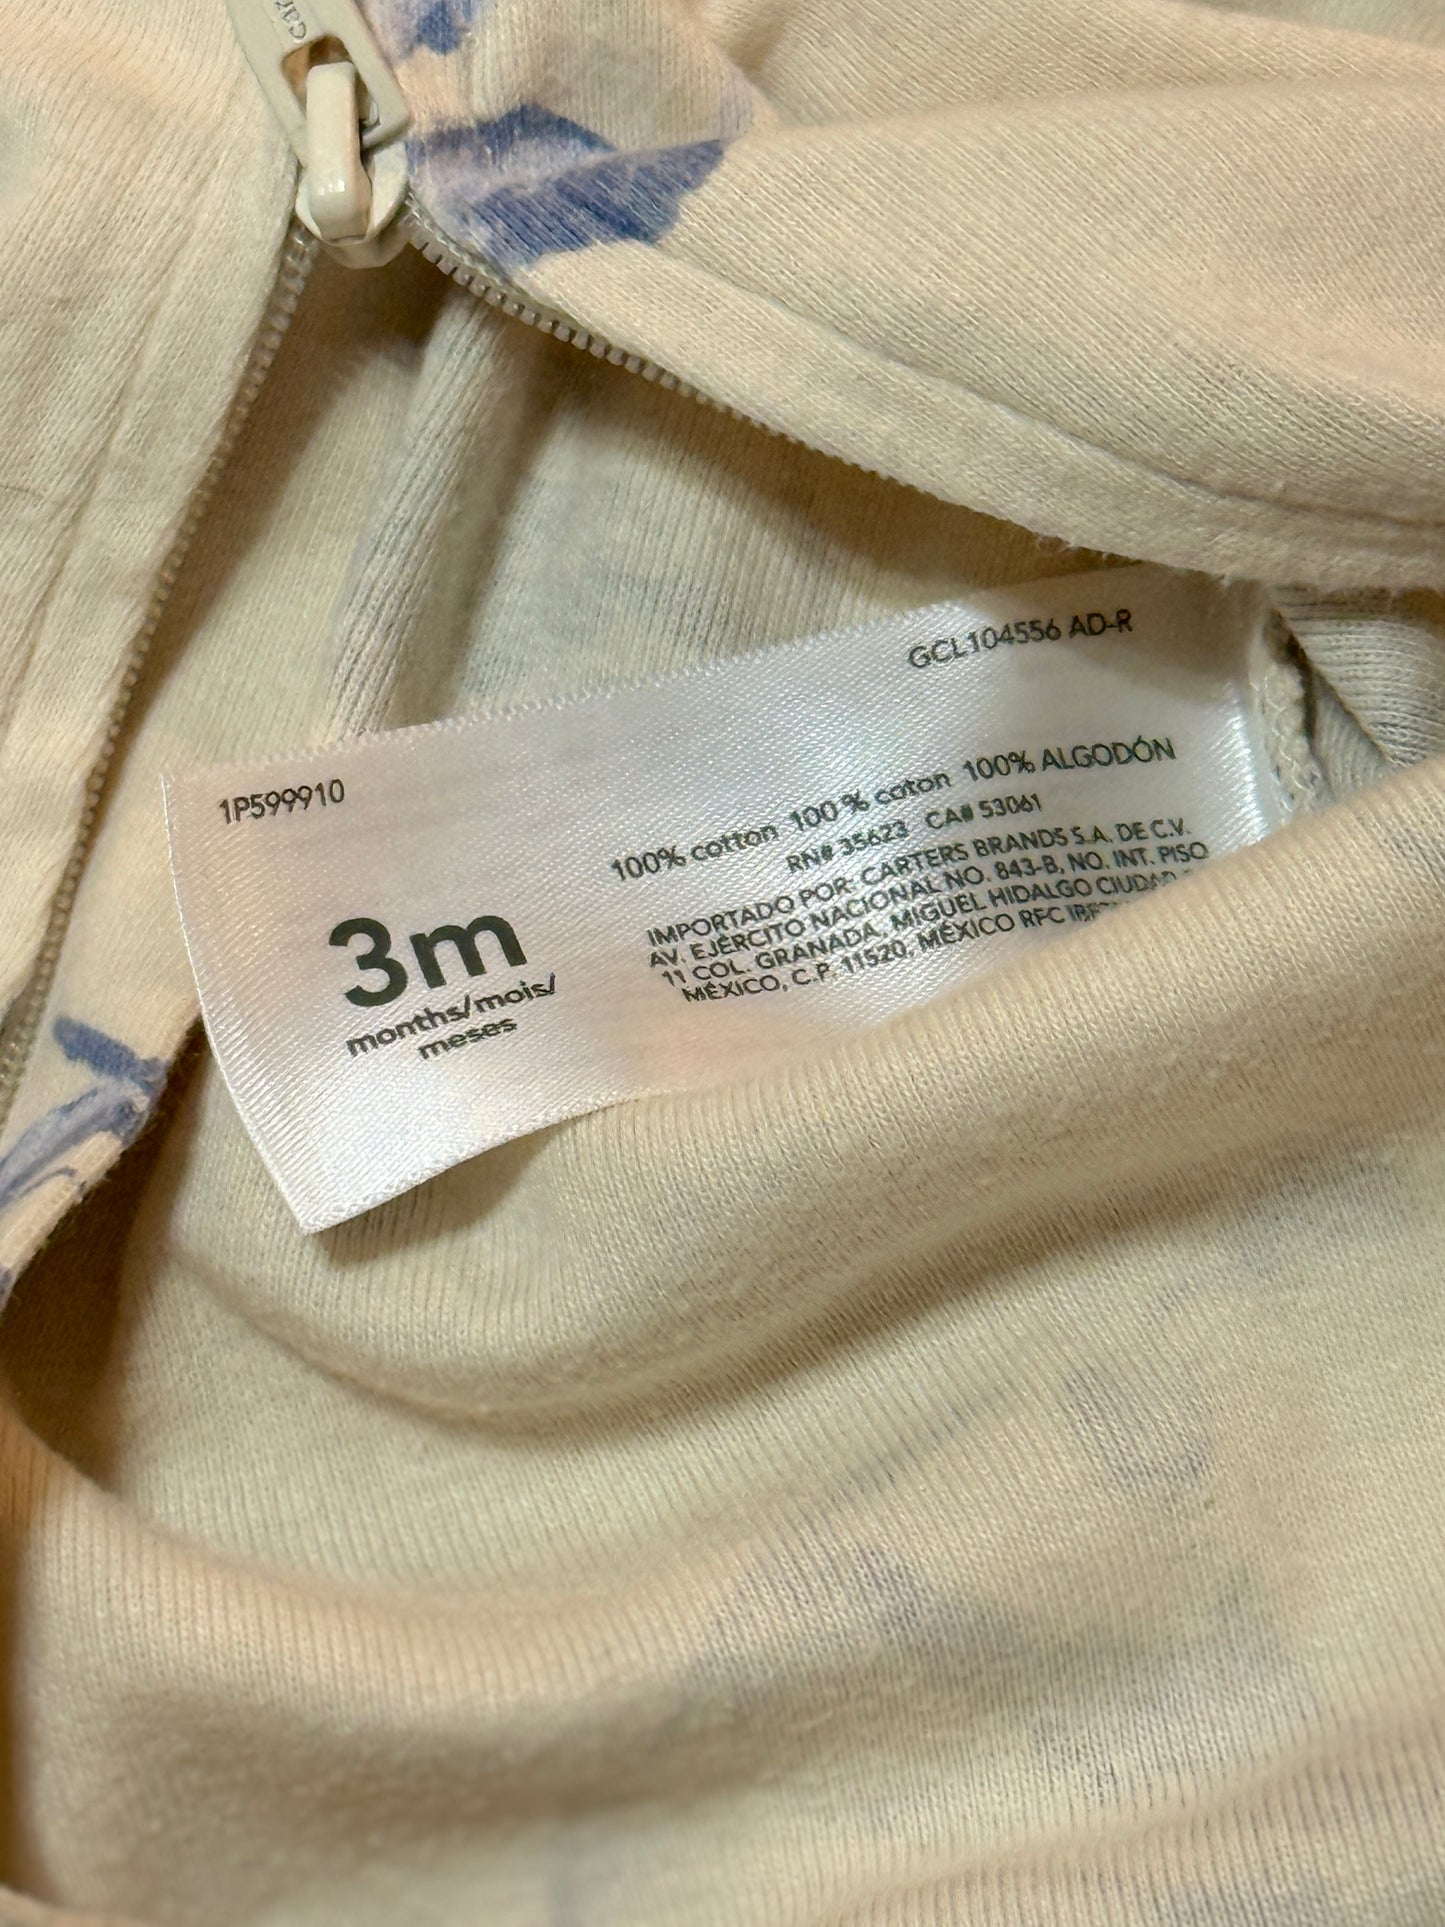 GCL104556 AD-R
1P599910
100% cotton 100 % coton 100% ALGODÓN
RN# 35623 CA# 53061
IMPORTADO POR: CARTERS BRANDS S.A. DE C.V.
AV. EJÉRCITO NACIONAL NO. 843-B, NO. INT. PISO
11 COL. GRANADA, MIGUEL HIDALGO CIUDAD
MÉXICO, C.P. 11520, MÉXICO RFC
3m
months/mois/
meses